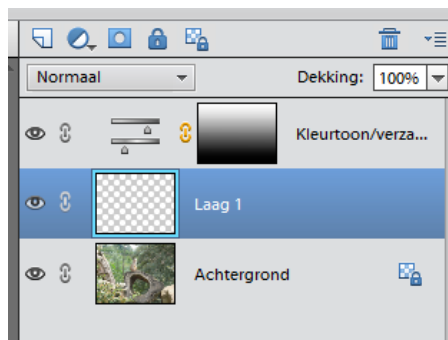 Normaal Dekking: 100%
Kleurtoon/verza...
Laag 1
Achtergrond